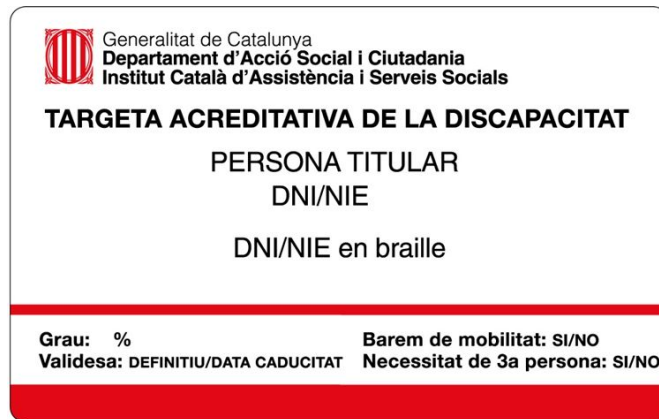 Generalitat de Catalunya
Departament d'Acció Social i Ciutadania
Institut Català d'Assistència i Serveis Socials
TARGETA ACREDITATIVA DE LA DISCAPACITAT
PERSONA TITULAR
DNI/NIE
DNI/NIE en braille
Grau: % Barem de mobilitat: SI/NO
Validesa: DEFINITIU/DATA CADUCITAT Necessitat de 3a persona: SI/NO